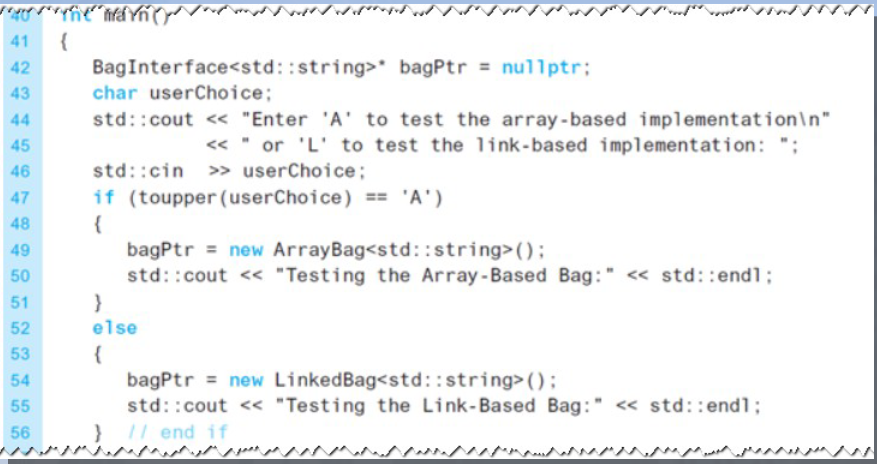 40 int main()
41 {
42 BagInterface<std::string>* bagPtr = nullptr;
43 char userChoice;
44 std::cout << "Enter 'A' to test the array-based implementation\n"
45 << " or 'L' to test the link-based implementation: ";
46 std::cin >> userChoice;
47 if (toupper(userChoice) == 'A')
48 {
49 bagPtr = new ArrayBag<std::string>();
50 std::cout << "Testing the Array-Based Bag:" << std::endl;
51 }
52 else
53 {
54 bagPtr = new LinkedBag<std::string>();
55 std::cout << "Testing the Link-Based Bag:" << std::endl;
56 } // end if